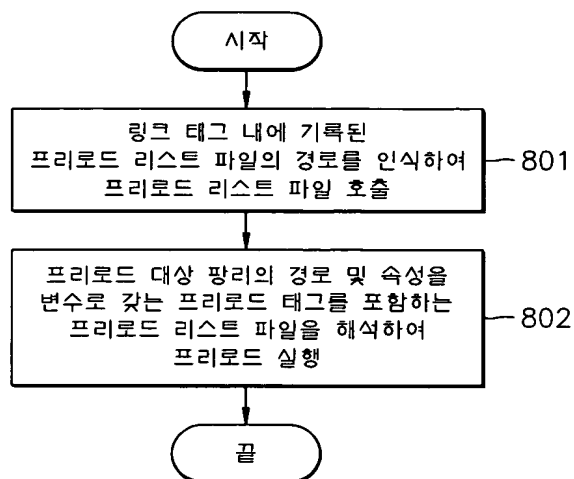 시작
링크 태그 내에 기록된
프리로드 리스트 파일의 경로를 인식하여
프리로드 리스트 파일 호출
801
프리로드 대상 팡리의 경로 및 속성을
변수로 갖는 프리로드 태그를 포함하는
프리로드 리스트 파일을 해석하여
프리로드 실행
802
끝